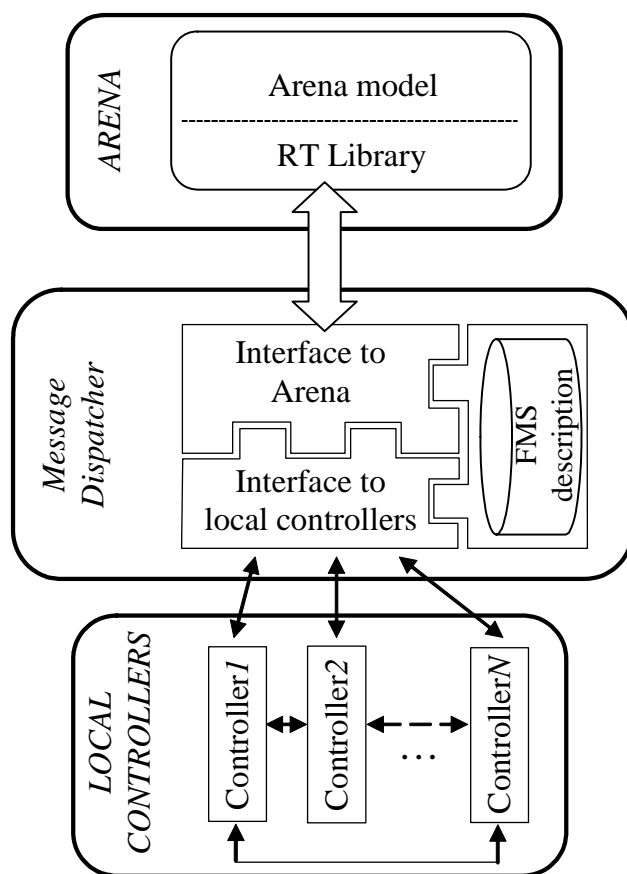 ARENA
Arena model
RT Library
Message
Dispatcher
Interface to
Arena
Interface to
local controllers
FMS
description
LOCAL
CONTROLLERS
Controller1
Controller2
...
ControllerN